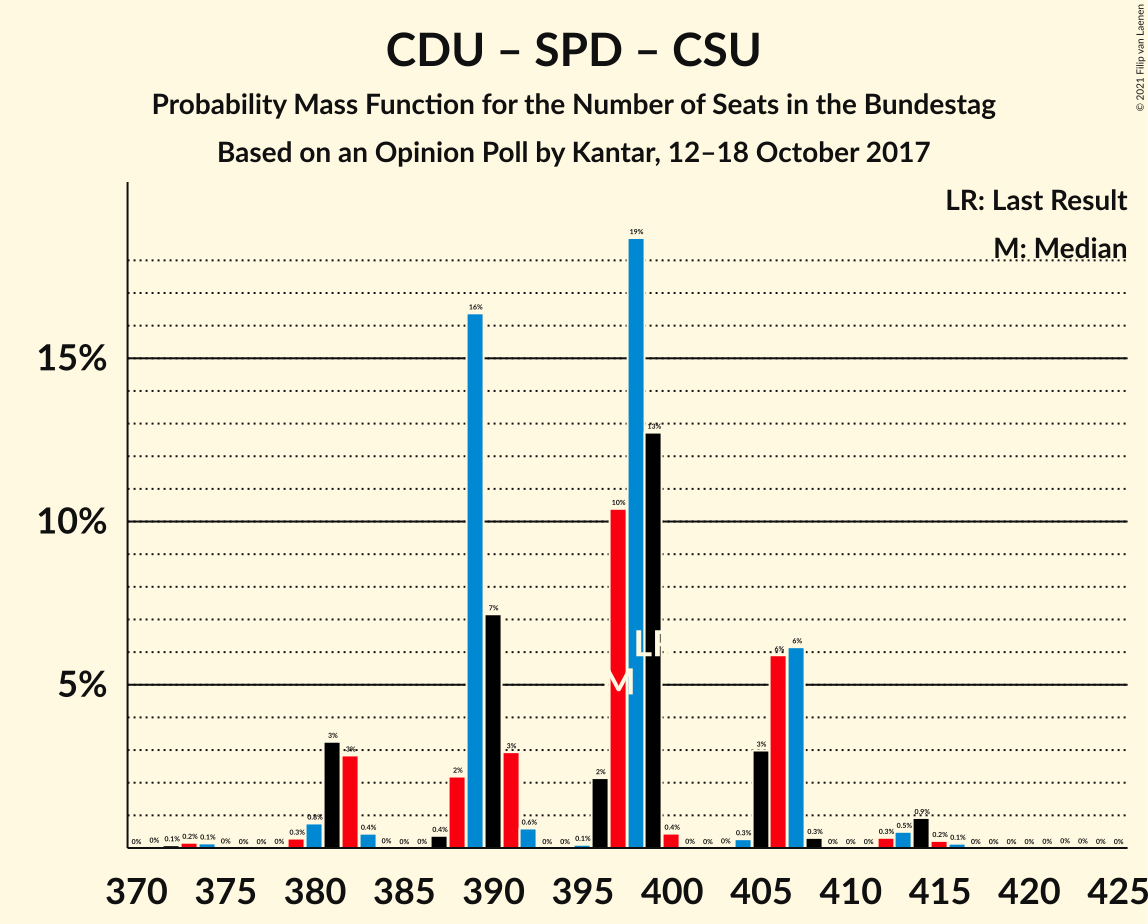 CDU – SPD – CSU
Probability Mass Function for the Number of Seats in the Bundestag
Based on an Opinion Poll by Kantar, 12–18 October 2017
© 2021 Filip van Laenen
LR: Last Result
M: Median
15%
10%
5%
0% 0% 0.1% 0.2% 0.1% 0% 0% 0% 0% 0.3% 0.8% 3% 3% 0.4% 0% 0% 0% 0.4% 2% 16% 7% 3% 0.6% 0% 0% 0.1% 2% 10% 19% 13% 0.4% 0% 0% 0% 0.3% 3% 6% 6% 0.3% 0% 0% 0% 0.3% 0.5% 0.9% 0.2% 0.1% 0% 0% 0% 0% 0% 0% 0% 0% 0%
LR
M
370 375 380 385 390 395 400 405 410 415 420 425